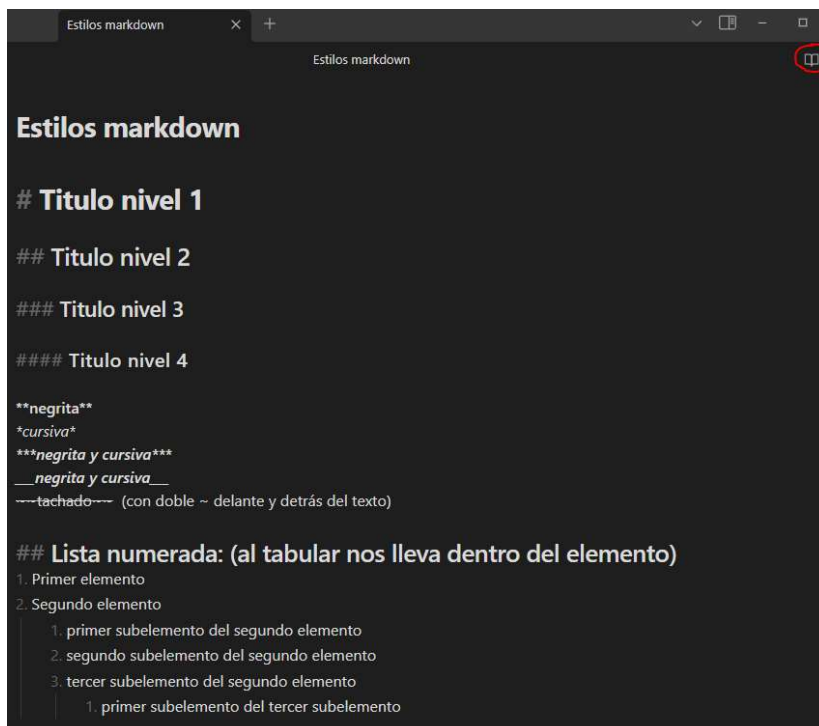 Estilos markdown
Estilos markdown
Estilos markdown
# Titulo nivel 1
## Titulo nivel 2
### Titulo nivel 3
#### Titulo nivel 4
**negrita**
*cursiva*
***negrita y cursiva***
___negrita y cursiva___
~~tachado~~ (con doble ~ delante y detrás del texto)
## Lista numerada: (al tabular nos lleva dentro del elemento)
1. Primer elemento
2. Segundo elemento
1. primer subelemento del segundo elemento
2. segundo subelemento del segundo elemento
3. tercer subelemento del segundo elemento
1. primer subelemento del tercer subelemento